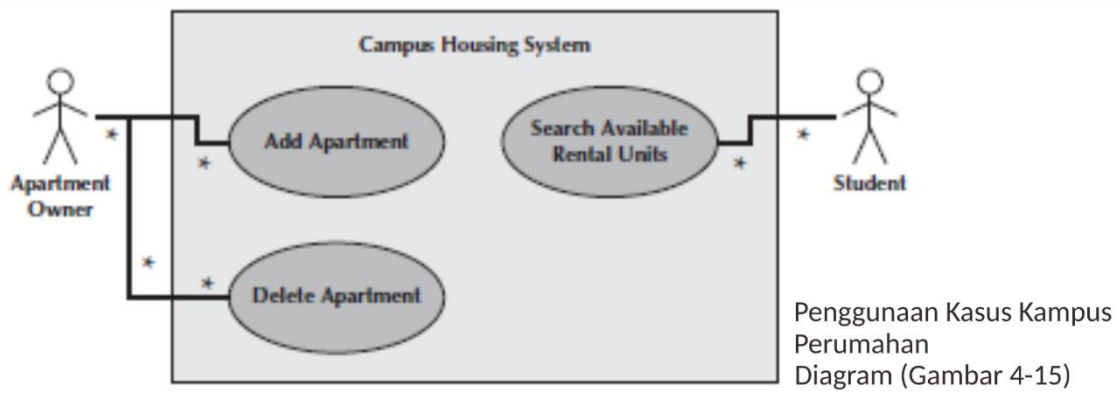 Campus Housing System
Add Apartment
Search Available
Rental Units
*
*
*
*
Apartment
Owner
Student
*
*
Delete Apartment
Penggunaan Kasus Kampus
Perumahan
Diagram (Gambar 4-15)